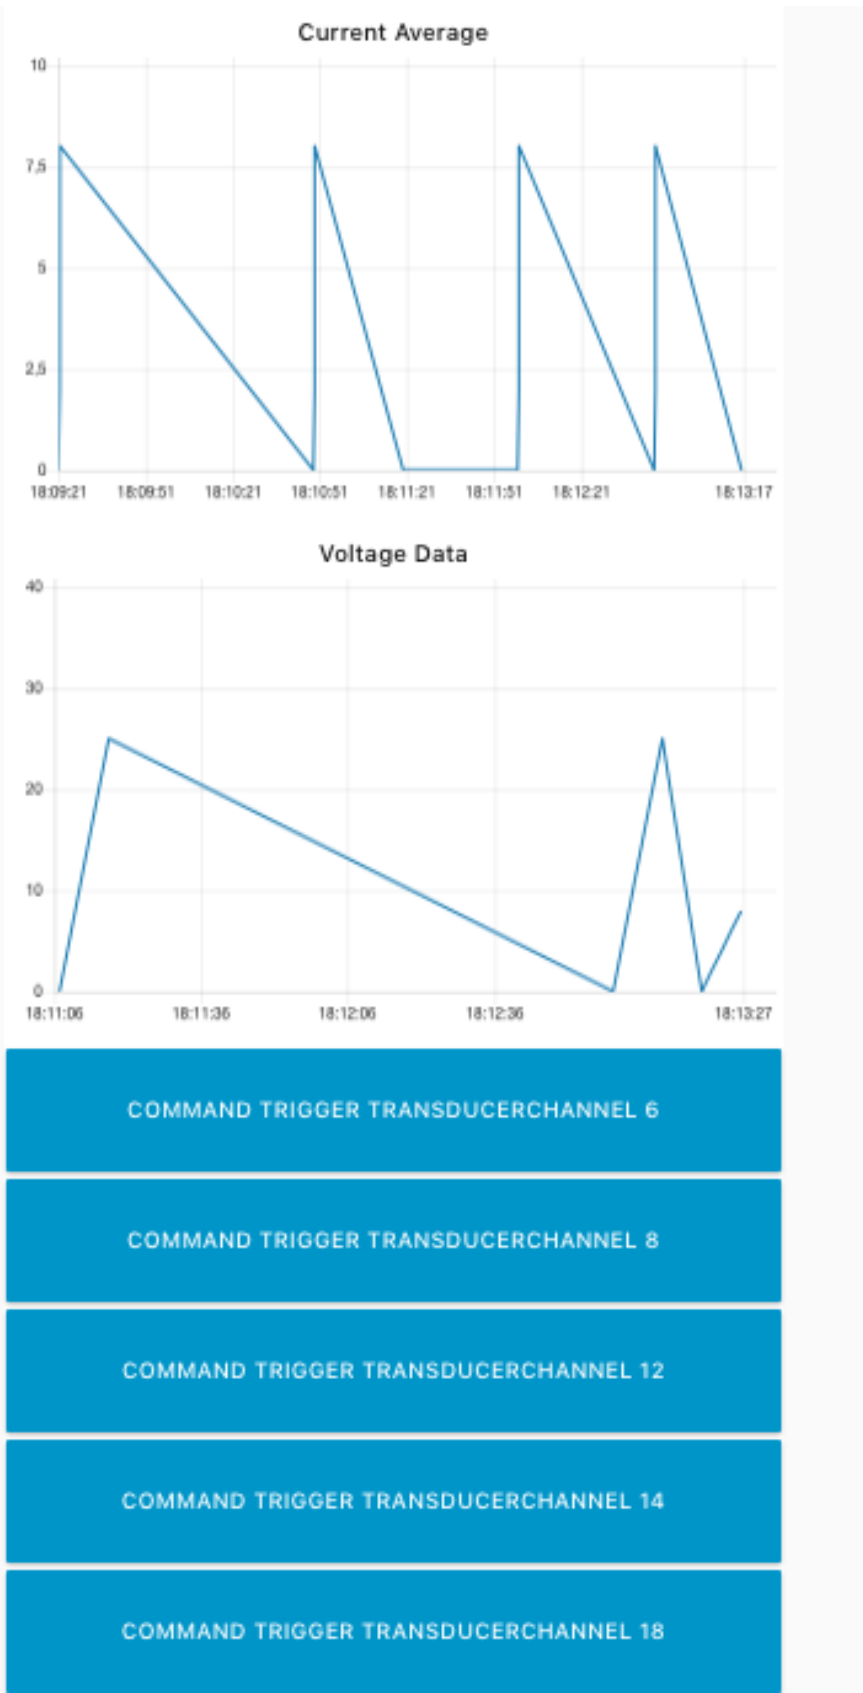 Current Average
10
7,5
5
2,5
0
18:09:21 18:09:51 18:10:21 18:10:51 18:11:21 18:11:51 18:12:21 18:13:17
Voltage Data
40
30
20
10
0
18:11:06 18:11:36 18:12:06 18:12:36 18:13:27
COMMAND TRIGGER TRANSDUCERCHANNEL 6
COMMAND TRIGGER TRANSDUCERCHANNEL 8
COMMAND TRIGGER TRANSDUCERCHANNEL 12
COMMAND TRIGGER TRANSDUCERCHANNEL 14
COMMAND TRIGGER TRANSDUCERCHANNEL 18